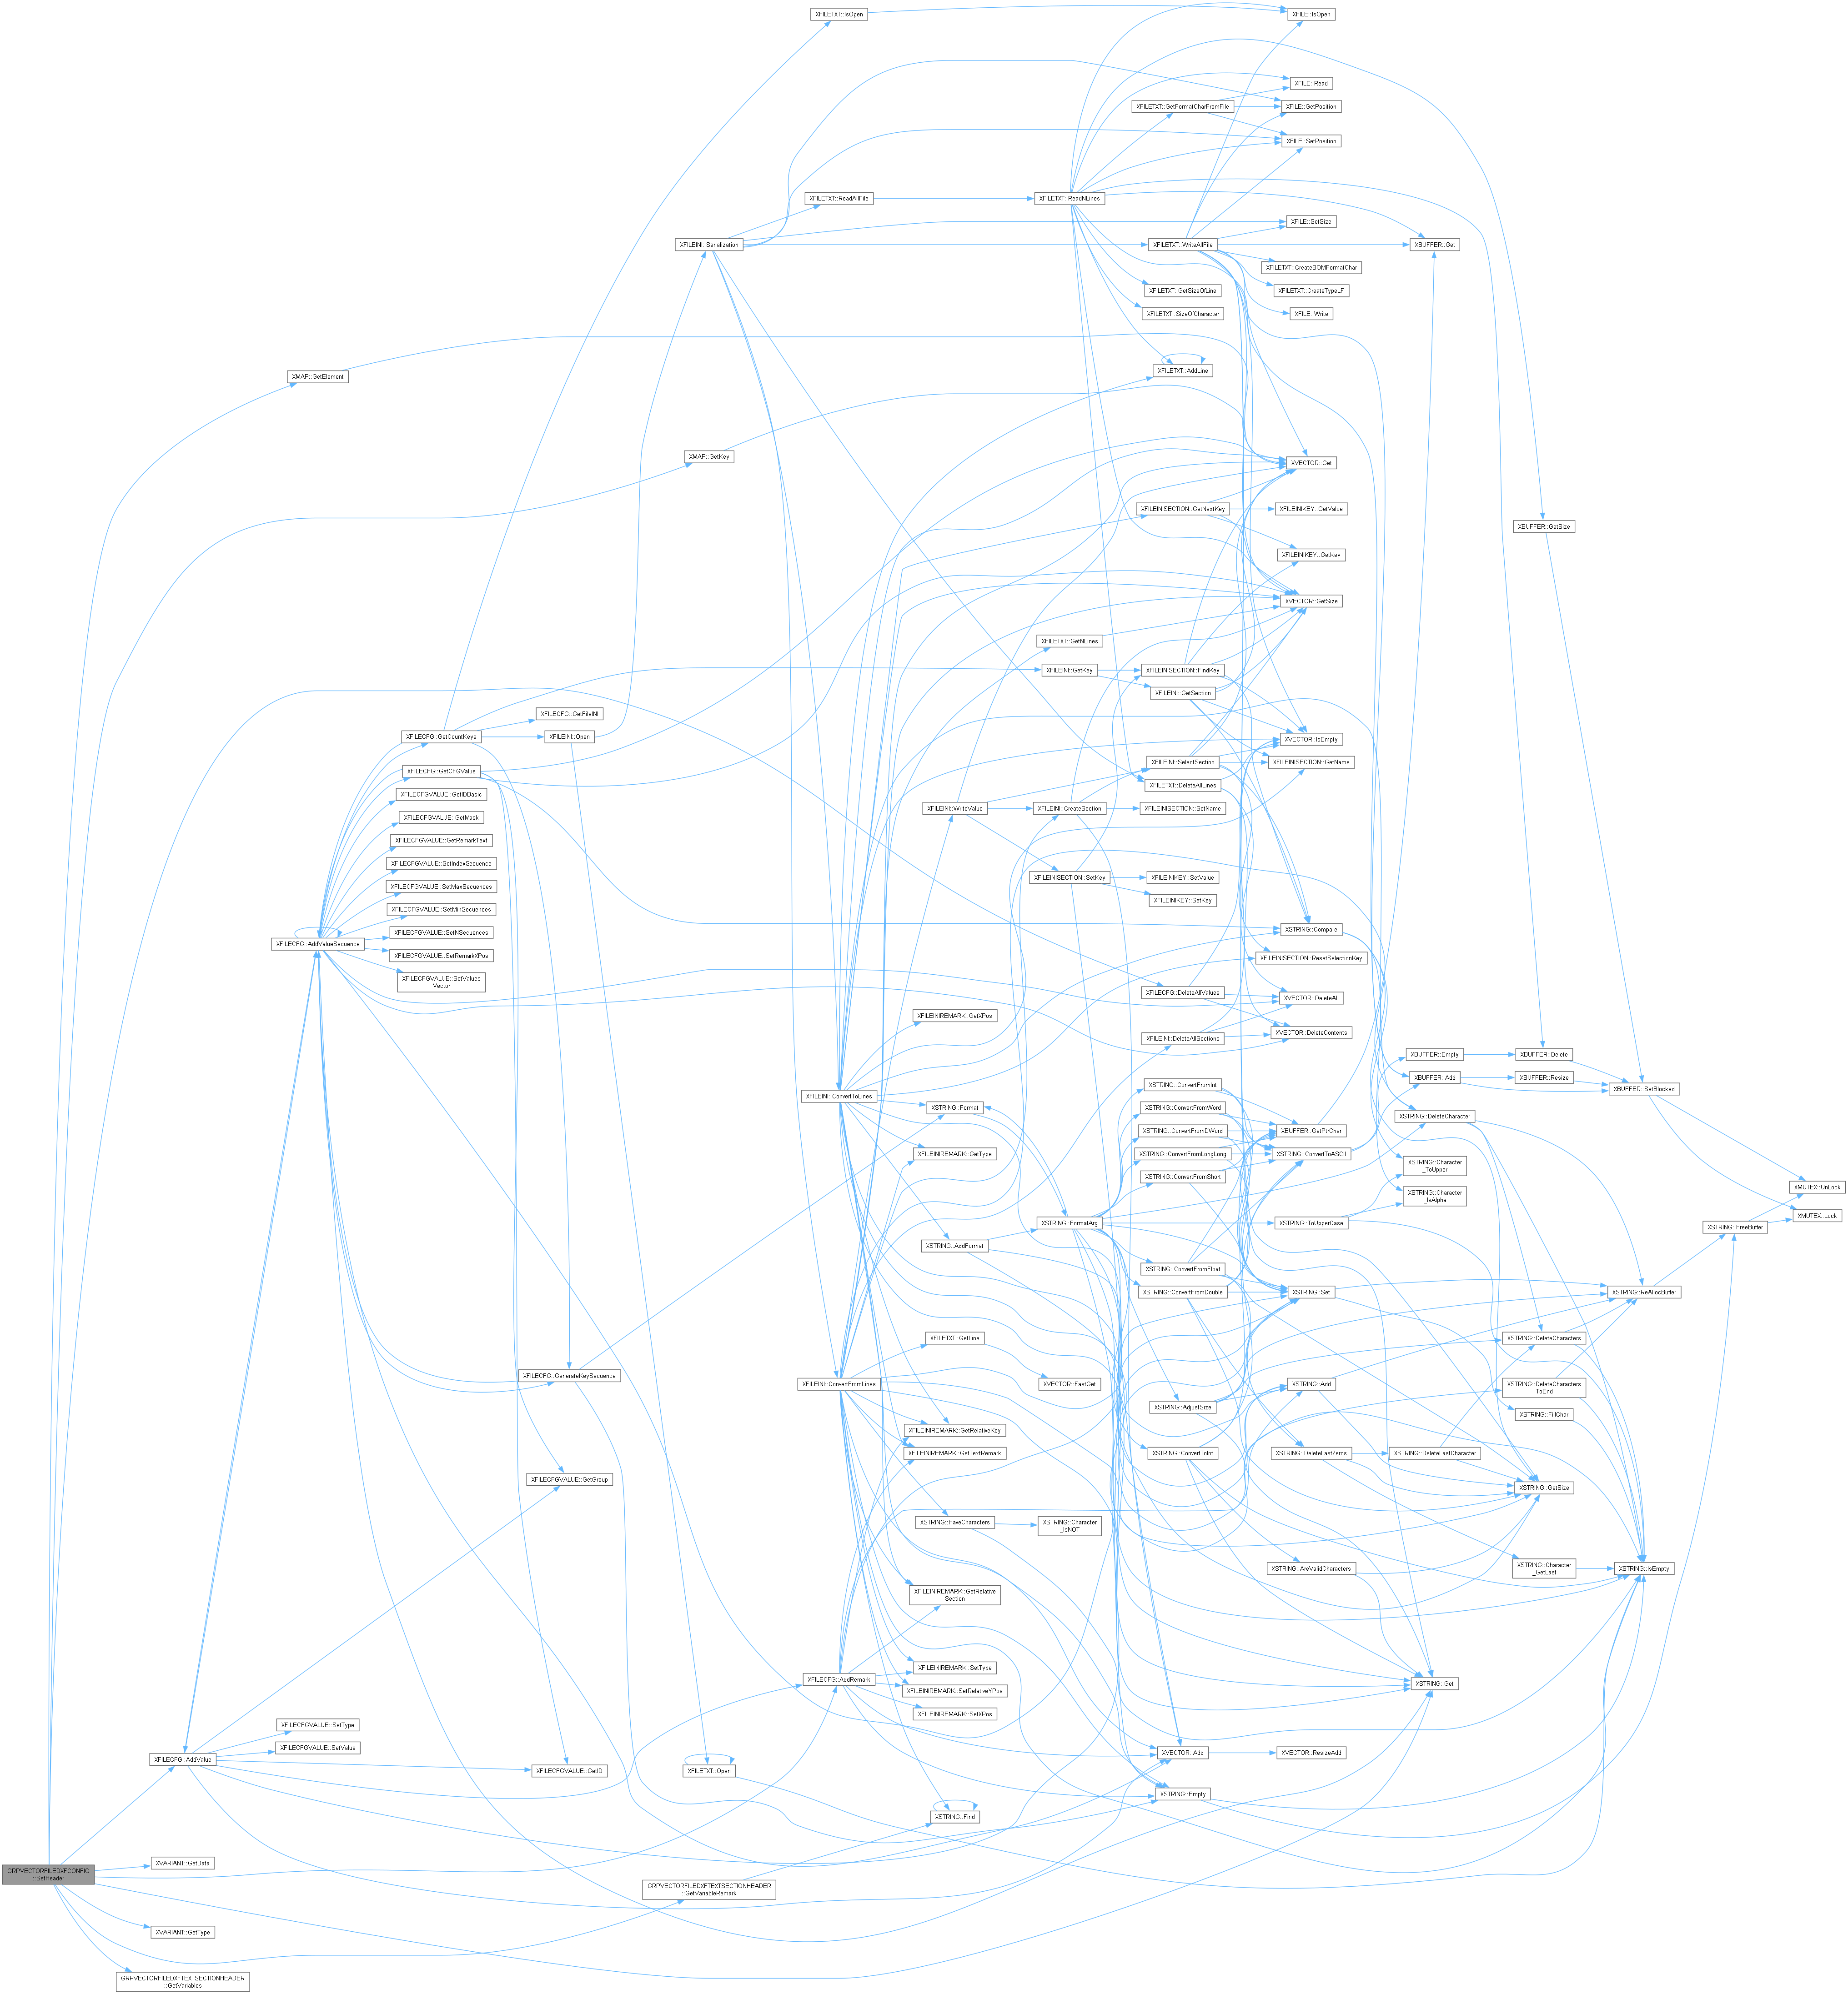 XFILETXT::IsOpen
XFILE::IsOpen
XFILE::Read
XFILETXT::GetFormatCharFromFile
XFILE::GetPosition
XFILE::SetPosition
XFILETXT::ReadAllFile
XFILETXT::ReadNLines
XFILE::SetSize
XFILEINI::Serialization
XFILETXT::WriteAllFile
XBUFFER::Get
XFILETXT::CreateBOMFormatChar
XFILETXT::GetSizeOfLine
XFILETXT::CreateTypeLF
XFILETXT::SizeOfCharacter
XFILE::Write
XMAP::GetElement
XFILETXT::AddLine
XMAP::GetKey
XVECTOR::Get
XFILEINISECTION::GetNextKey
XFILEINIKEY::GetValue
XBUFFER::GetSize
XFILEINIKEY::GetKey
XVECTOR::GetSize
XFILETXT::GetNLines
XFILEINI::GetKey
XFILEINISECTION::FindKey
XFILEINI::GetSection
XFILECFG::GetFileINI
XFILECFG::GetCountKeys
XFILEINI::Open
XVECTOR::IsEmpty
XFILEINI::SelectSection
XFILEINISECTION::GetName
XFILECFG::GetCFGValue
XFILETXT::DeleteAllLines
XFILECFGVALUE::GetIDBasic
XFILEINI::WriteValue
XFILEINI::CreateSection
XFILEINISECTION::SetName
XFILECFGVALUE::GetMask
XFILECFGVALUE::GetRemarkText
XFILECFGVALUE::SetIndexSecuence
XFILEINISECTION::SetKey
XFILEINIKEY::SetValue
XFILECFGVALUE::SetMaxSecuences
XFILEINIKEY::SetKey
XFILECFGVALUE::SetMinSecuences
XSTRING::Compare
XFILECFGVALUE::SetNSecuences
XFILECFG::AddValueSecuence
XFILECFGVALUE::SetRemarkXPos
XFILEINISECTION::ResetSelectionKey
XFILECFGVALUE::SetValues
Vector
XFILECFG::DeleteAllValues
XVECTOR::DeleteAll
XFILEINIREMARK::GetXPos
XVECTOR::DeleteContents
XFILEINI::DeleteAllSections
XBUFFER::Empty
XBUFFER::Delete
XBUFFER::Add
XBUFFER::Resize
XBUFFER::SetBlocked
XSTRING::ConvertFromInt
XFILEINI::ConvertToLines
XSTRING::Format
XSTRING::ConvertFromWord
XSTRING::DeleteCharacter
XSTRING::ConvertFromDWord
XBUFFER::GetPtrChar
XFILEINIREMARK::GetType
XSTRING::ConvertFromLongLong
XSTRING::ConvertToASCII
XSTRING::Character
_ToUpper
XSTRING::ConvertFromShort
XMUTEX::UnLock
XSTRING::Character
_IsAlpha
XMUTEX::Lock
XSTRING::FormatArg
XSTRING::ToUpperCase
XSTRING::FreeBuffer
XSTRING::AddFormat
XSTRING::ConvertFromFloat
XSTRING::ConvertFromDouble
XSTRING::Set
XSTRING::ReAllocBuffer
XFILETXT::GetLine
XSTRING::DeleteCharacters
XFILECFG::GenerateKeySecuence
XFILEINI::ConvertFromLines
XVECTOR::FastGet
XSTRING::Add
XSTRING::DeleteCharacters
ToEnd
XSTRING::AdjustSize
XSTRING::FillChar
XFILEINIREMARK::GetRelativeKey
XFILEINIREMARK::GetTextRemark
XSTRING::ConvertToInt
XSTRING::DeleteLastZeros
XSTRING::DeleteLastCharacter
XFILECFGVALUE::GetGroup
XSTRING::GetSize
XSTRING::HaveCharacters
XSTRING::Character
_IsNOT
XSTRING::AreValidCharacters
XSTRING::Character
_GetLast
XSTRING::IsEmpty
XFILEINIREMARK::GetRelative
Section
XFILEINIREMARK::SetType
XFILECFG::AddRemark
XFILEINIREMARK::SetRelativeYPos
XSTRING::Get
XFILEINIREMARK::SetXPos
XFILECFGVALUE::SetType
XFILECFGVALUE::SetValue
XFILECFG::AddValue
XFILECFGVALUE::GetID
XVECTOR::Add
XVECTOR::ResizeAdd
XFILETXT::Open
XSTRING::Empty
XSTRING::Find
GRPVECTORFILEDXFCONFIG
::SetHeader
XVARIANT::GetData
GRPVECTORFILEDXFTEXTSECTIONHEADER
::GetVariableRemark
XVARIANT::GetType
GRPVECTORFILEDXFTEXTSECTIONHEADER
::GetVariables